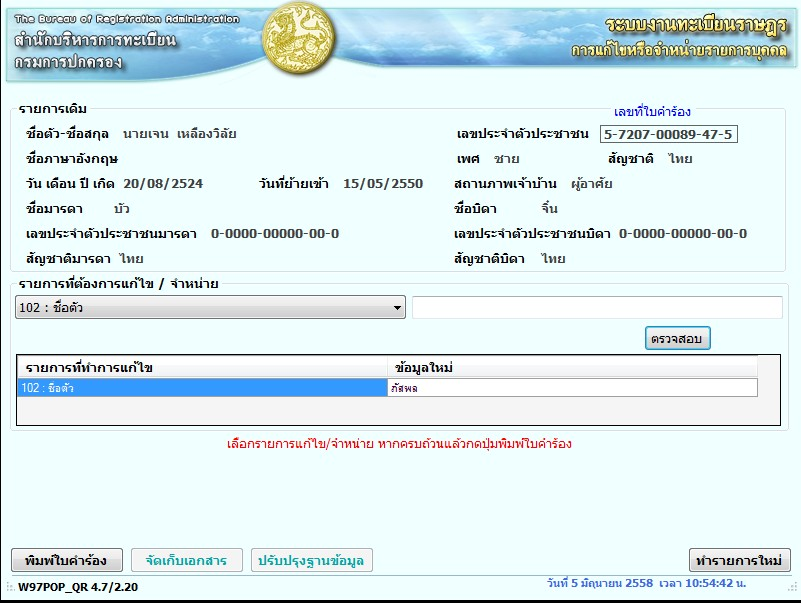 The Bureau of Registration Administration
สำนักบริหารการทะเบียน
กรมการปกครอง
ระบบงานทะเบียนราษฎร
การแก้ไขหรือจำหน่ายรายการบุคคล
รายการเดิม
เลขที่ใบคำร้อง
ชื่อตัว-ชื่อสกุล นายเจน เหลืองวิลัย เลขประจำตัวประชาชน 5-7207-00089-47-5
ชื่อภาษาอังกฤษ เพศ ชาย สัญชาติ ไทย
วัน เดือน ปี เกิด 20/08/2524 วันที่ย้ายเข้า 15/05/2550 สถานภาพเจ้าบ้าน ผู้อาศัย
ชื่อมารดา บัว ชื่อบิดา จิ๋น
เลขประจำตัวประชาชนมารดา 0-0000-00000-00-0 เลขประจำตัวประชาชนบิดา 0-0000-00000-00-0
สัญชาติมารดา ไทย สัญชาติบิดา ไทย
รายการที่ต้องการแก้ไข / จำหน่าย
102 : ชื่อตัว
ตรวจสอบ
รายการที่ทำการแก้ไข ข้อมูลใหม่
102 : ชื่อตัว ภัสพล
เลือกรายการแก้ไข/จำหน่าย หากครบถ้วนแล้วกดปุ่มพิมพ์ใบคำร้อง
พิมพ์ใบคำร้อง จัดเก็บเอกสาร ปรับปรุงฐานข้อมูล ทำรายการใหม่
W97POP_QR 4.7/2.20 วันที่ 5 มิถุนายน 2558 เวลา 10:54:42 น.